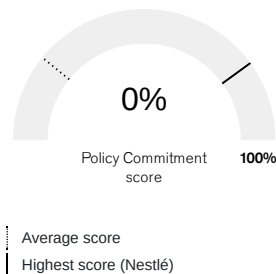 0%
Policy Commitment 100%
score
Average score
Highest score (Nestlé)